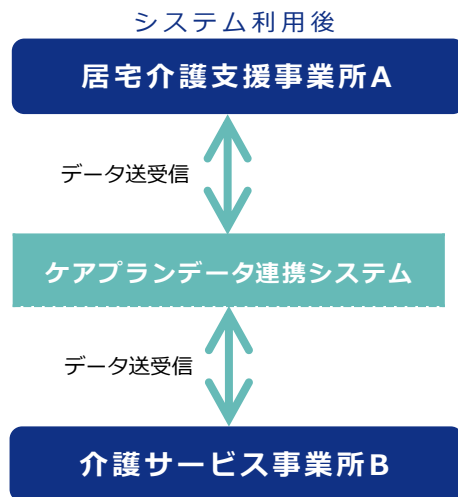 システム利用後
居宅介護支援事業所A
データ送受信
ケアプランデータ連携システム
データ送受信
介護サービス事業所B